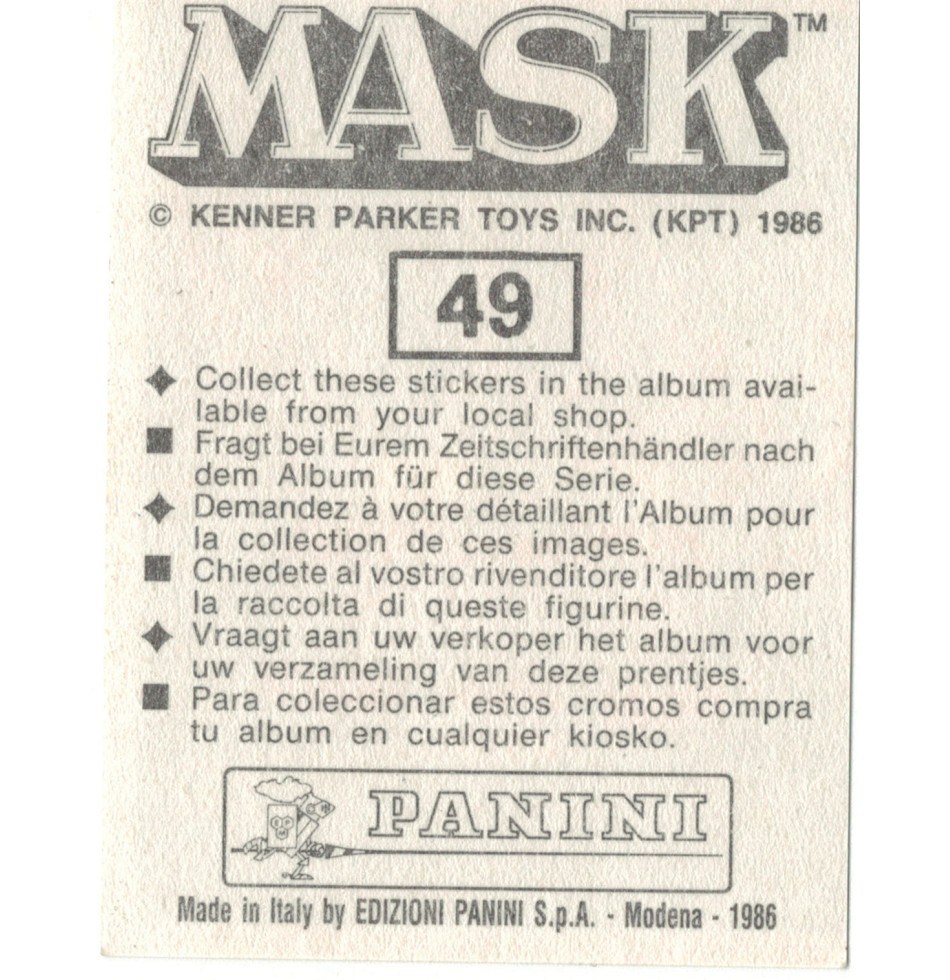 MASK™
© KENNER PARKER TOYS INC. (KPT) 1986
49
◆ Collect these stickers in the album avai-
lable from your local shop.
■ Fragt bei Eurem Zeitschriftenhändler nach
dem Album für diese Serie.
◆ Demandez à votre détaillant l'Album pour
la collection de ces images.
■ Chiedete al vostro rivenditore l'album per
la raccolta di queste figurine.
◆ Vraagt aan uw verkoper het album voor
uw verzameling van deze prentjes.
■ Para coleccionar estos cromos compra
tu album en cualquier kiosko.
PANINI
Made in Italy by EDIZIONI PANINI S.p.A. - Modena - 1986